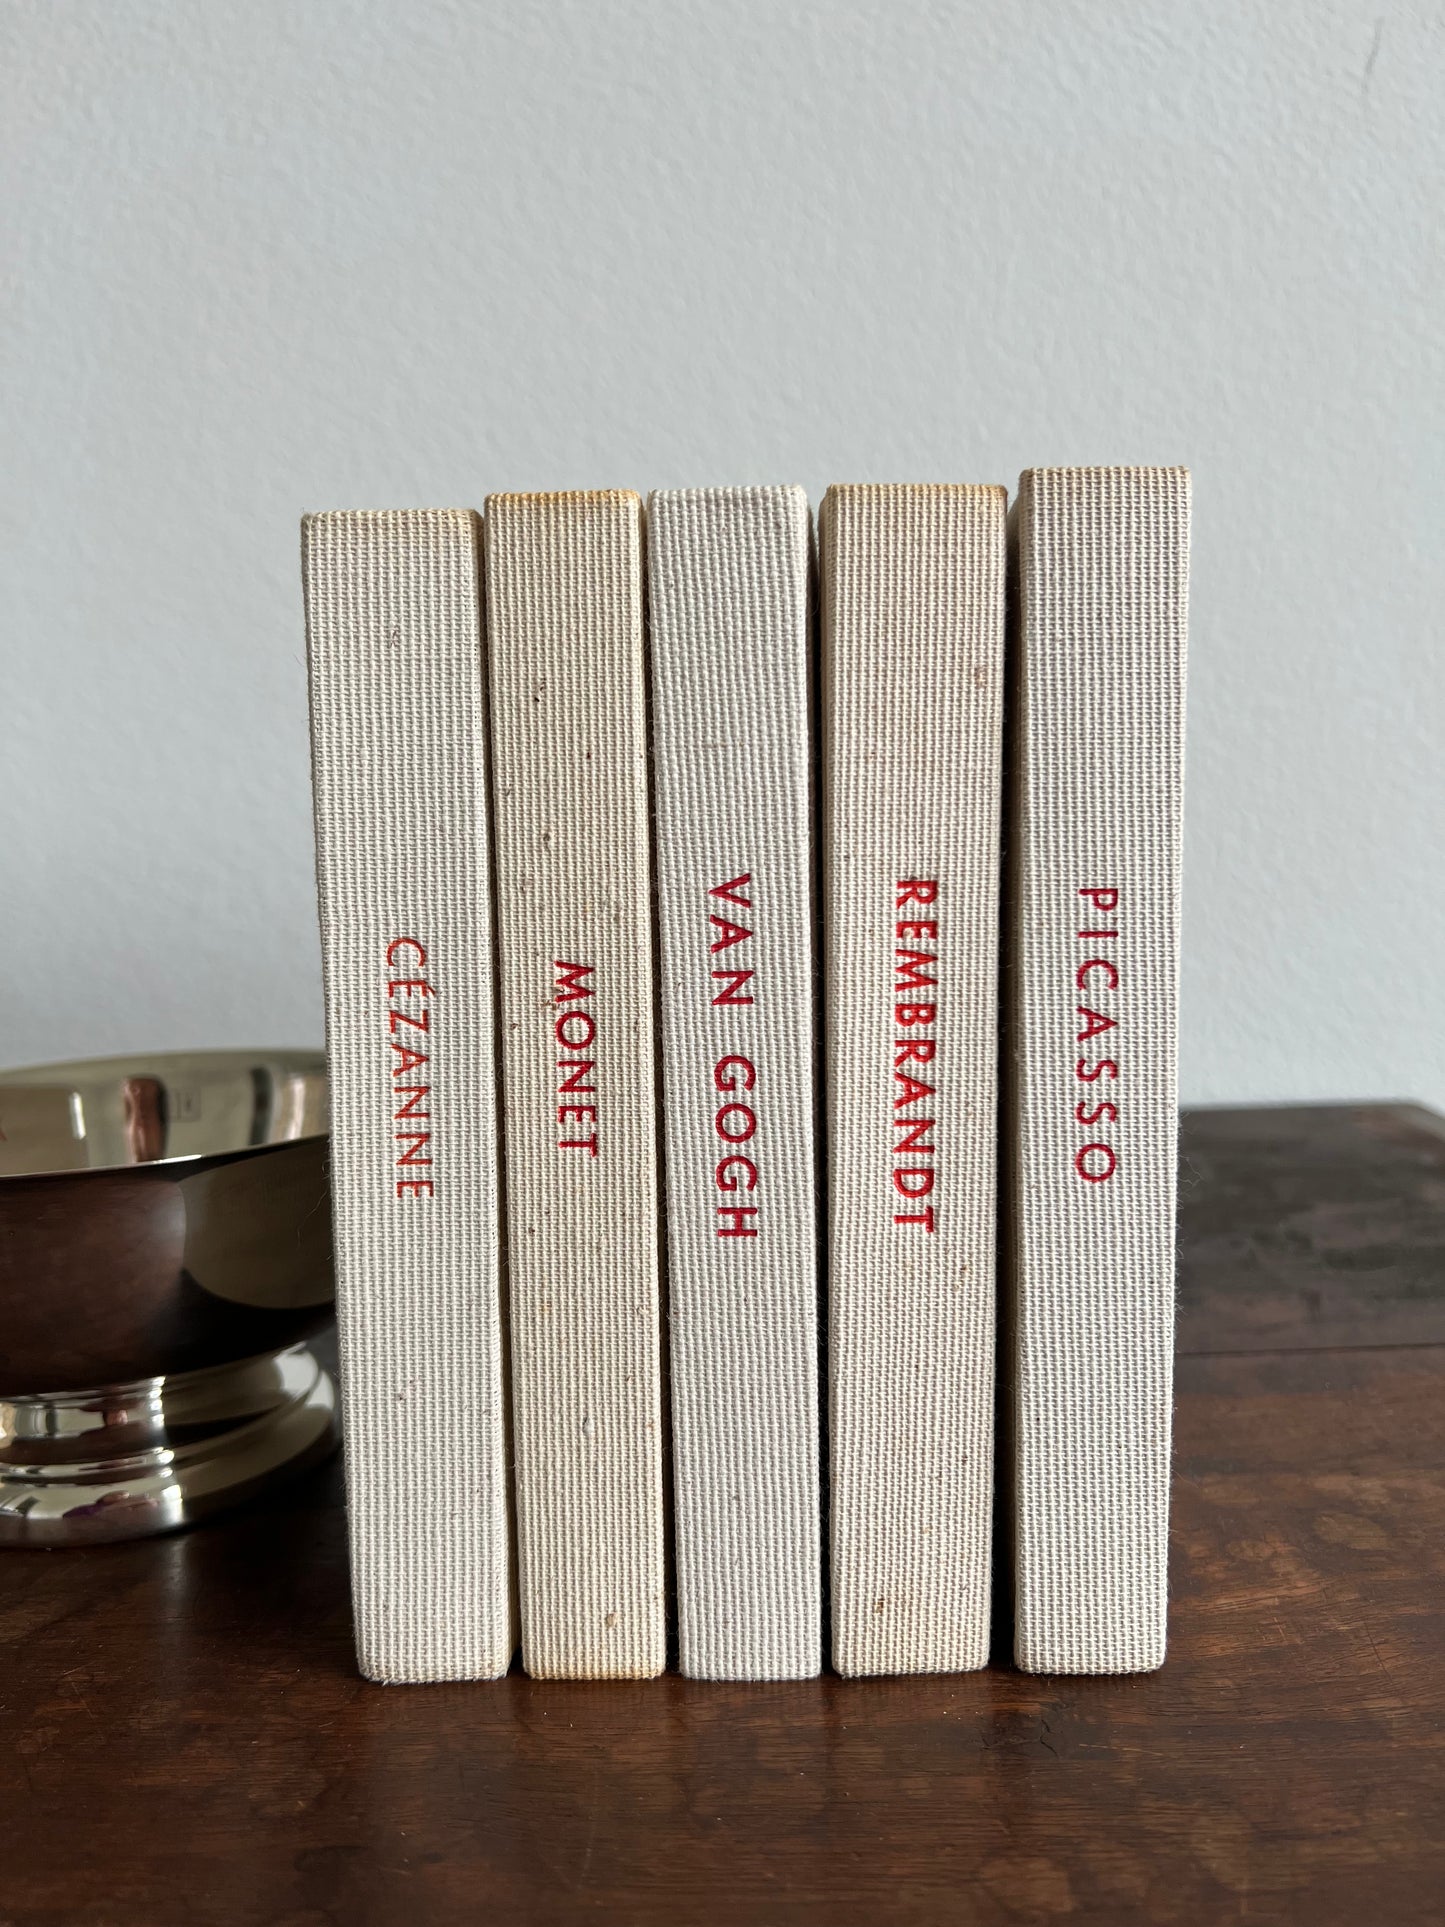 CÉZANNE
MONET
VAN GOGH
REMBRANDT
PICASSO